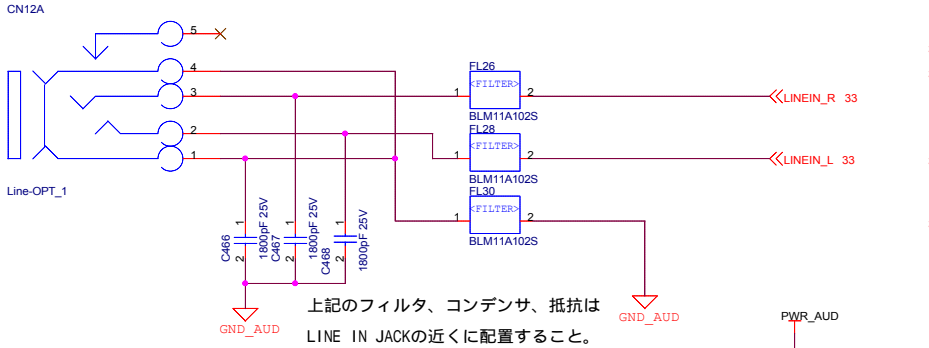 CN12A
5
4
3
2
1
Line-OPT_1
FL26
<FILTER>
1
2
BLM11A102S
LINEIN_R 33
FL28
<FILTER>
1
2
BLM11A102S
LINEIN_L 33
FL30
<FILTER>
1
2
BLM11A102S
C466
1
2
1800pF 25V
C467
1
2
1800pF 25V
C468
1
2
1800pF 25V
GND_AUD
GND_AUD
PWR_AUD
上記のフィルタ、コンデンサ、抵抗は
LINE IN JACKの近くに配置すること。